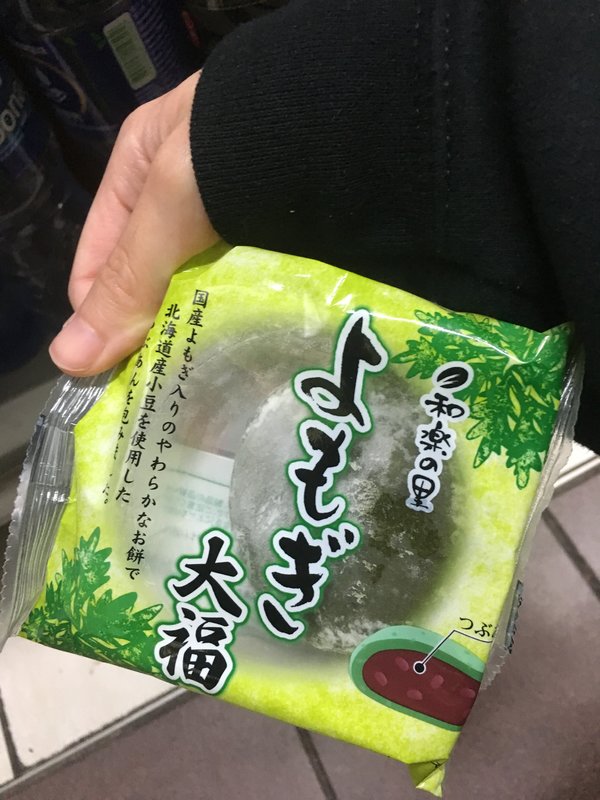 和楽の里
よもぎ
大福
国産よもぎ入りのやわらかなお餅で
北海道産小豆を使用した
つぶ